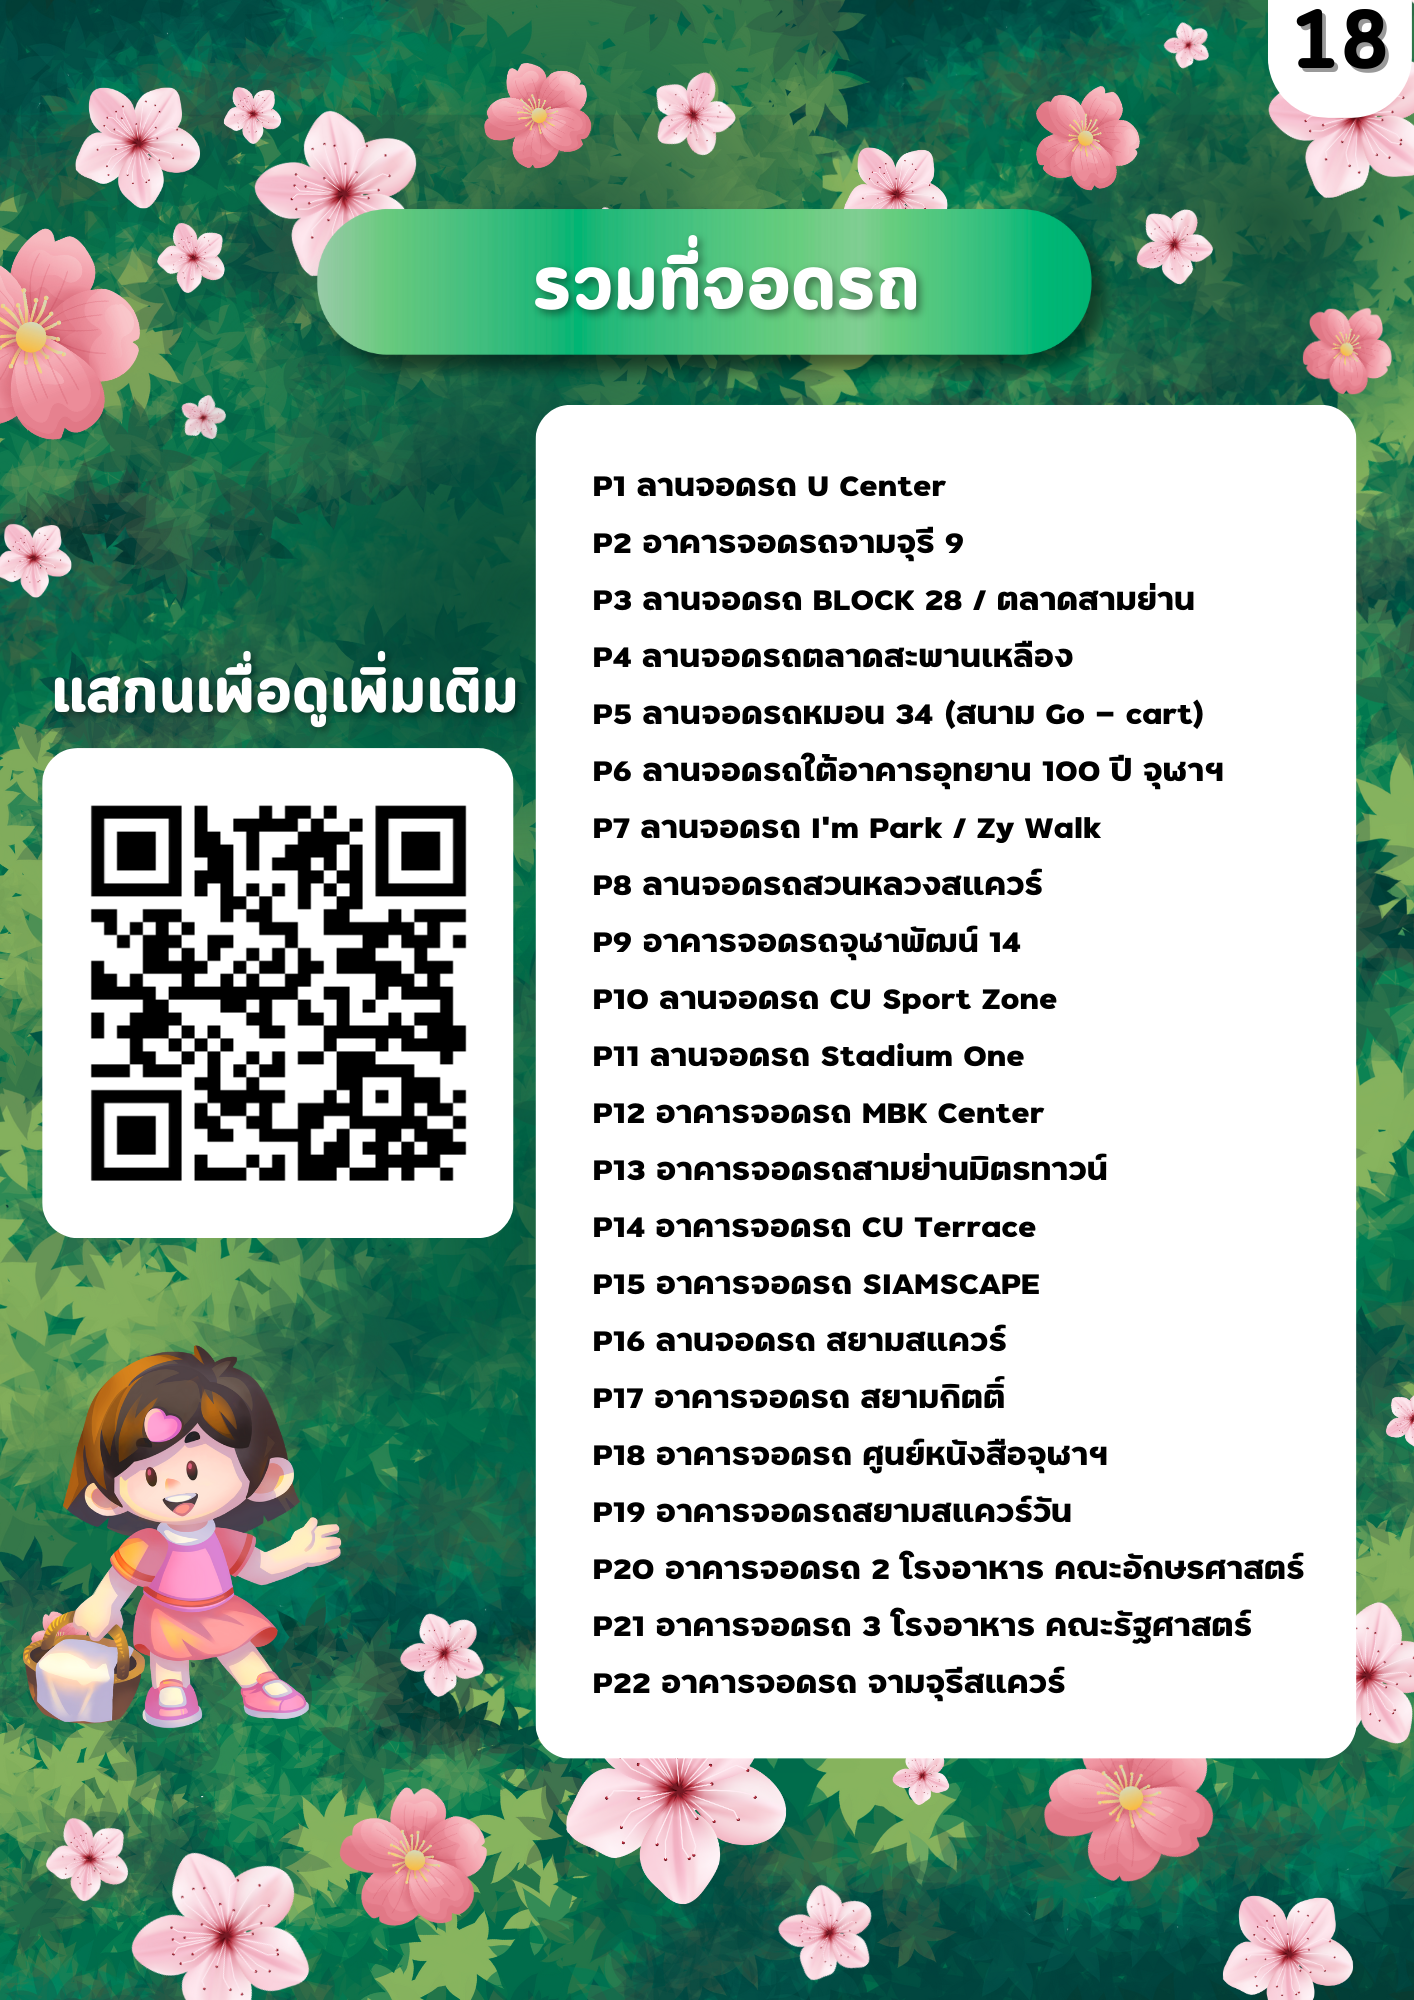 18
รวมที่จอดรถ
แสกนเพื่อดูเพิ่มเติม
P1 ลานจอดรถ U Center
P2 อาคารจอดรถจามจุรี 9
P3 ลานจอดรถ BLOCK 28 / ตลาดสามย่าน
P4 ลานจอดรถตลาดสะพานเหลือง
P5 ลานจอดรถหมอน 34 (สนาม Go – cart)
P6 ลานจอดรถใต้อาคารอุทยาน 100 ปี จุฬาฯ
P7 ลานจอดรถ I'm Park / Zy Walk
P8 ลานจอดรถสวนหลวงสแควร์
P9 อาคารจอดรถจุฬาพัฒน์ 14
P10 ลานจอดรถ CU Sport Zone
P11 ลานจอดรถ Stadium One
P12 อาคารจอดรถ MBK Center
P13 อาคารจอดรถสามย่านมิตรทาวน์
P14 อาคารจอดรถ CU Terrace
P15 อาคารจอดรถ SIAMSCAPE
P16 ลานจอดรถ สยามสแควร์
P17 อาคารจอดรถ สยามกิตติ์
P18 อาคารจอดรถ ศูนย์หนังสือจุฬาฯ
P19 อาคารจอดรถสยามสแควร์วัน
P20 อาคารจอดรถ 2 โรงอาหาร คณะอักษรศาสตร์
P21 อาคารจอดรถ 3 โรงอาหาร คณะรัฐศาสตร์
P22 อาคารจอดรถ จามจุรีสแควร์